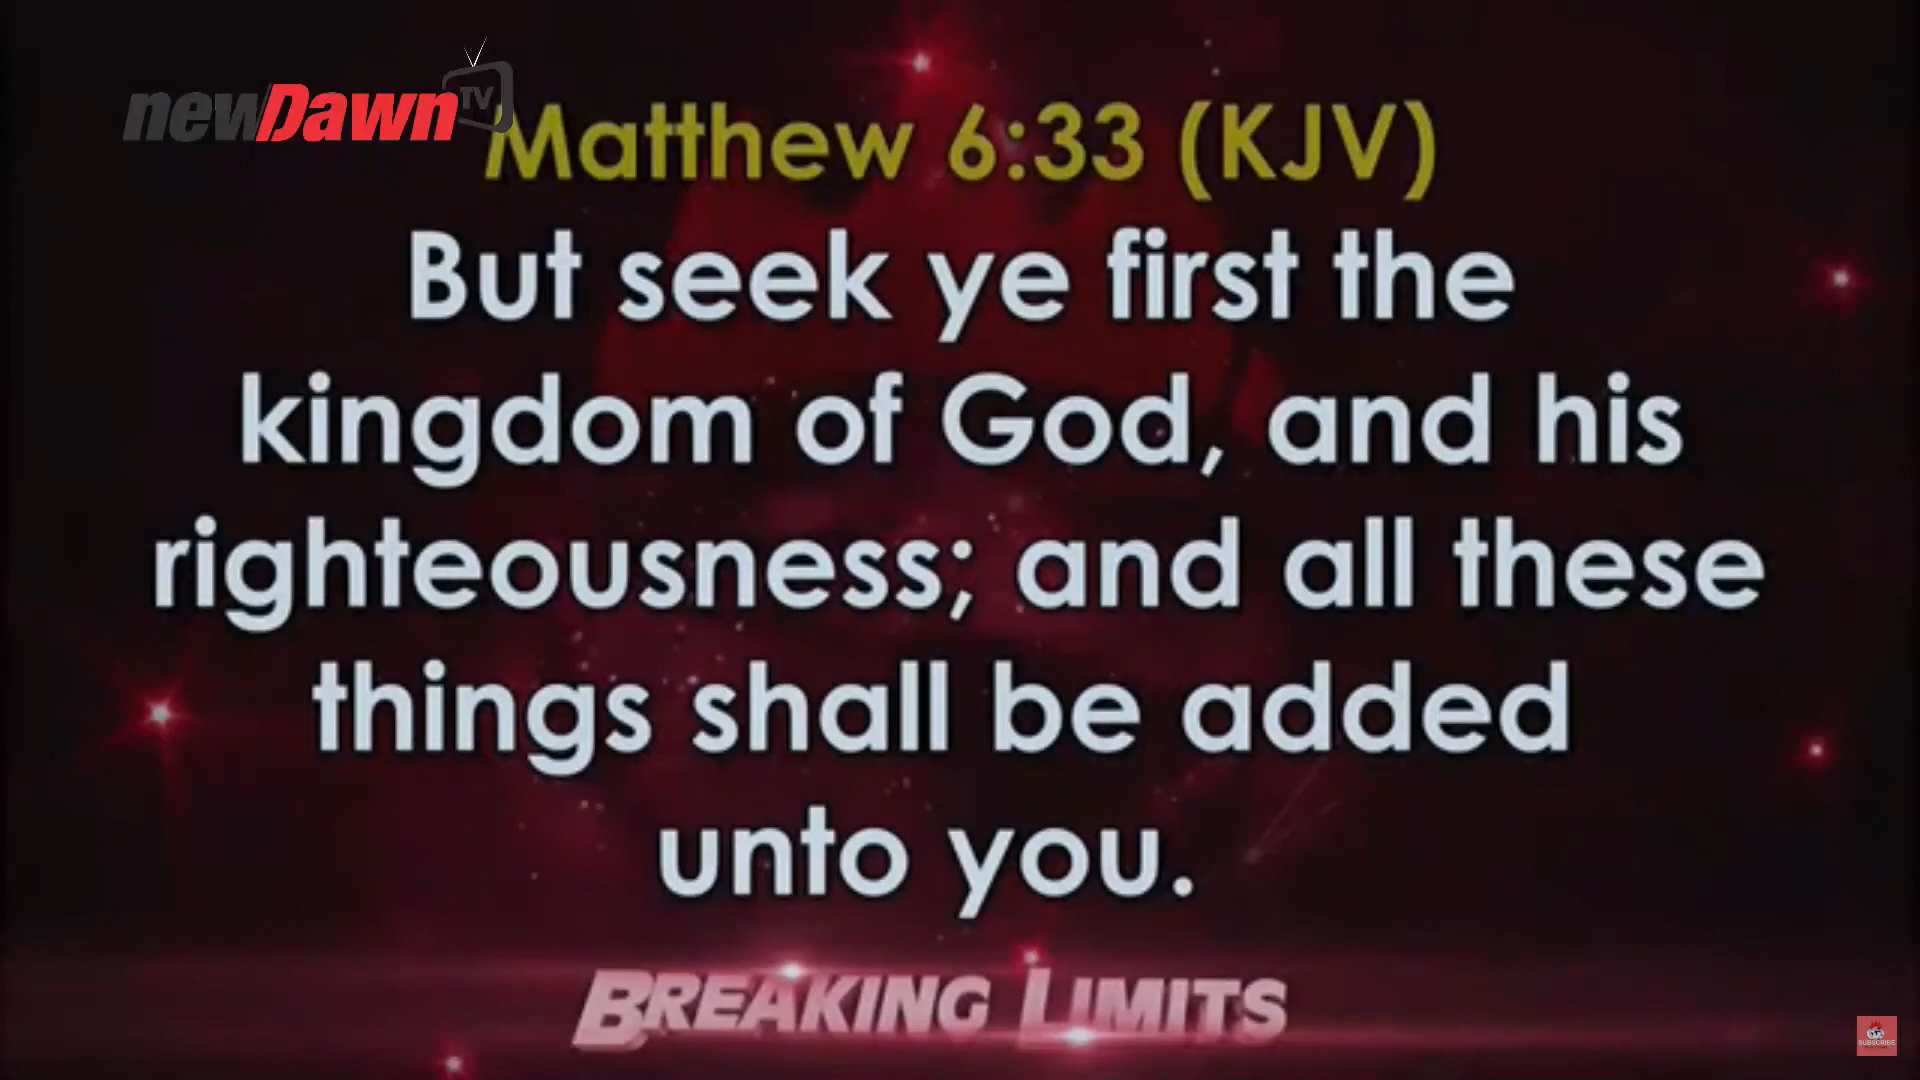 newDawn TV
Matthew 6:33 (KJV)
But seek ye first the
kingdom of God, and his
righteousness; and all these
things shall be added
unto you.
BREAKING LIMITS
SUBSCRIBE